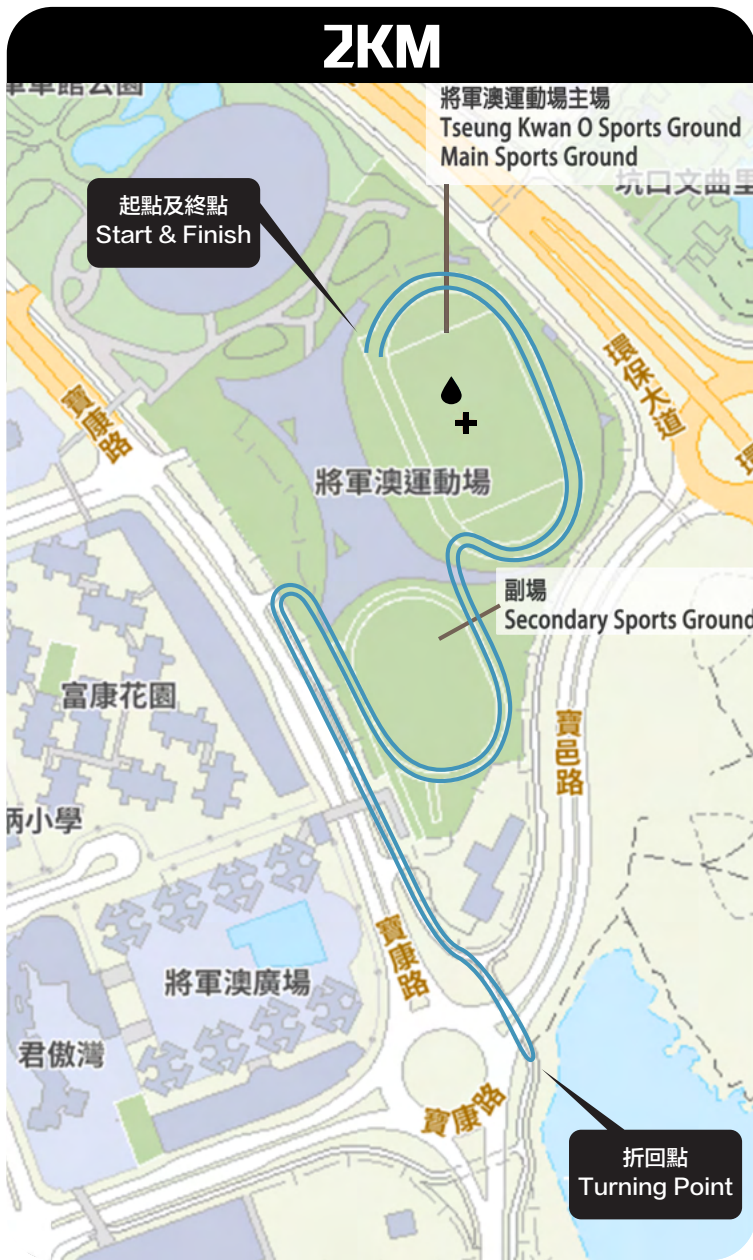 2KM
將軍澳運動場主場
Tseung Kwan O Sports Ground
Main Sports Ground
坑口文曲里
起點及終點
Start & Finish
環保大道
寶康路
將軍澳運動場
副場
Secondary Sports Ground
富康花園
寶邑路
小學
寶康路
將軍澳廣場
君傲灣
寶康路
折回點
Turning Point